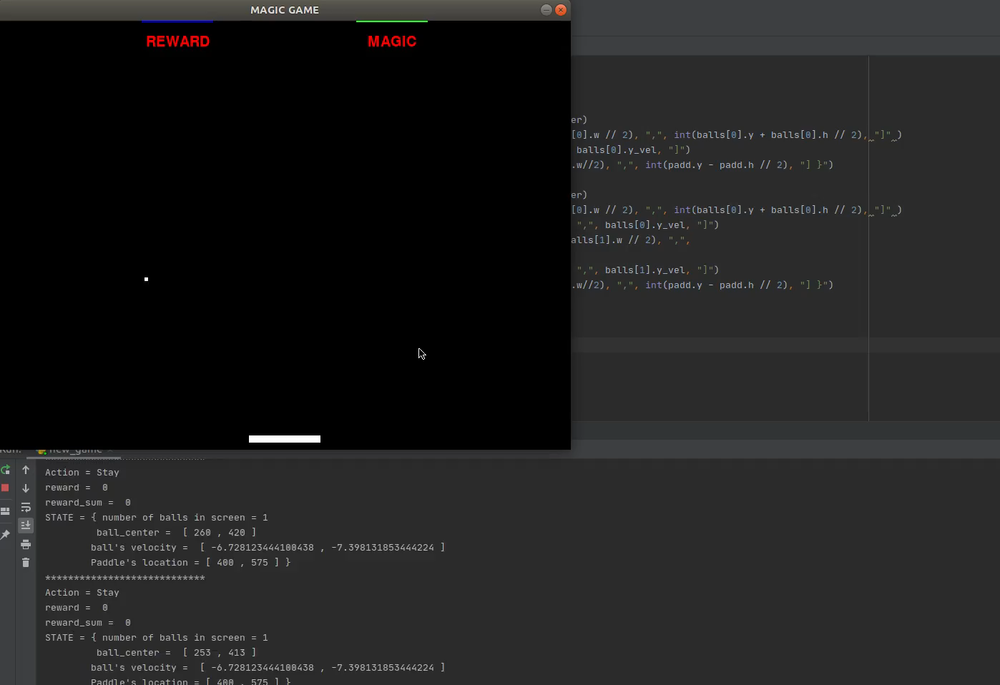 MAGIC GAME
REWARD MAGIC
er)
[0].w // 2), ",", int(balls[0].y + balls[0].h // 2), "]" )
balls[0].y_vel, "]")
.w//2), ",", int(padd.y - padd.h // 2), "] }")
er)
[0].w // 2), ",", int(balls[0].y + balls[0].h // 2), "]" )
",", balls[0].y_vel, "]")
alls[1].w // 2), ",",
",", balls[1].y_vel, "]")
.w//2), ",", int(padd.y - padd.h // 2), "] }")
Run: new_game
Action = Stay
reward = 0
reward_sum = 0
STATE = { number of balls in screen = 1
ball_center = [ 260 , 420 ]
ball's velocity = [ -6.728123444100438 , -7.398131853444224 ]
Paddle's location = [ 400 , 575 ] }
****************************
Action = Stay
reward = 0
reward_sum = 0
STATE = { number of balls in screen = 1
ball_center = [ 253 , 413 ]
ball's velocity = [ -6.728123444100438 , -7.398131853444224 ]
Paddle's location = [ 400 , 575 ] }